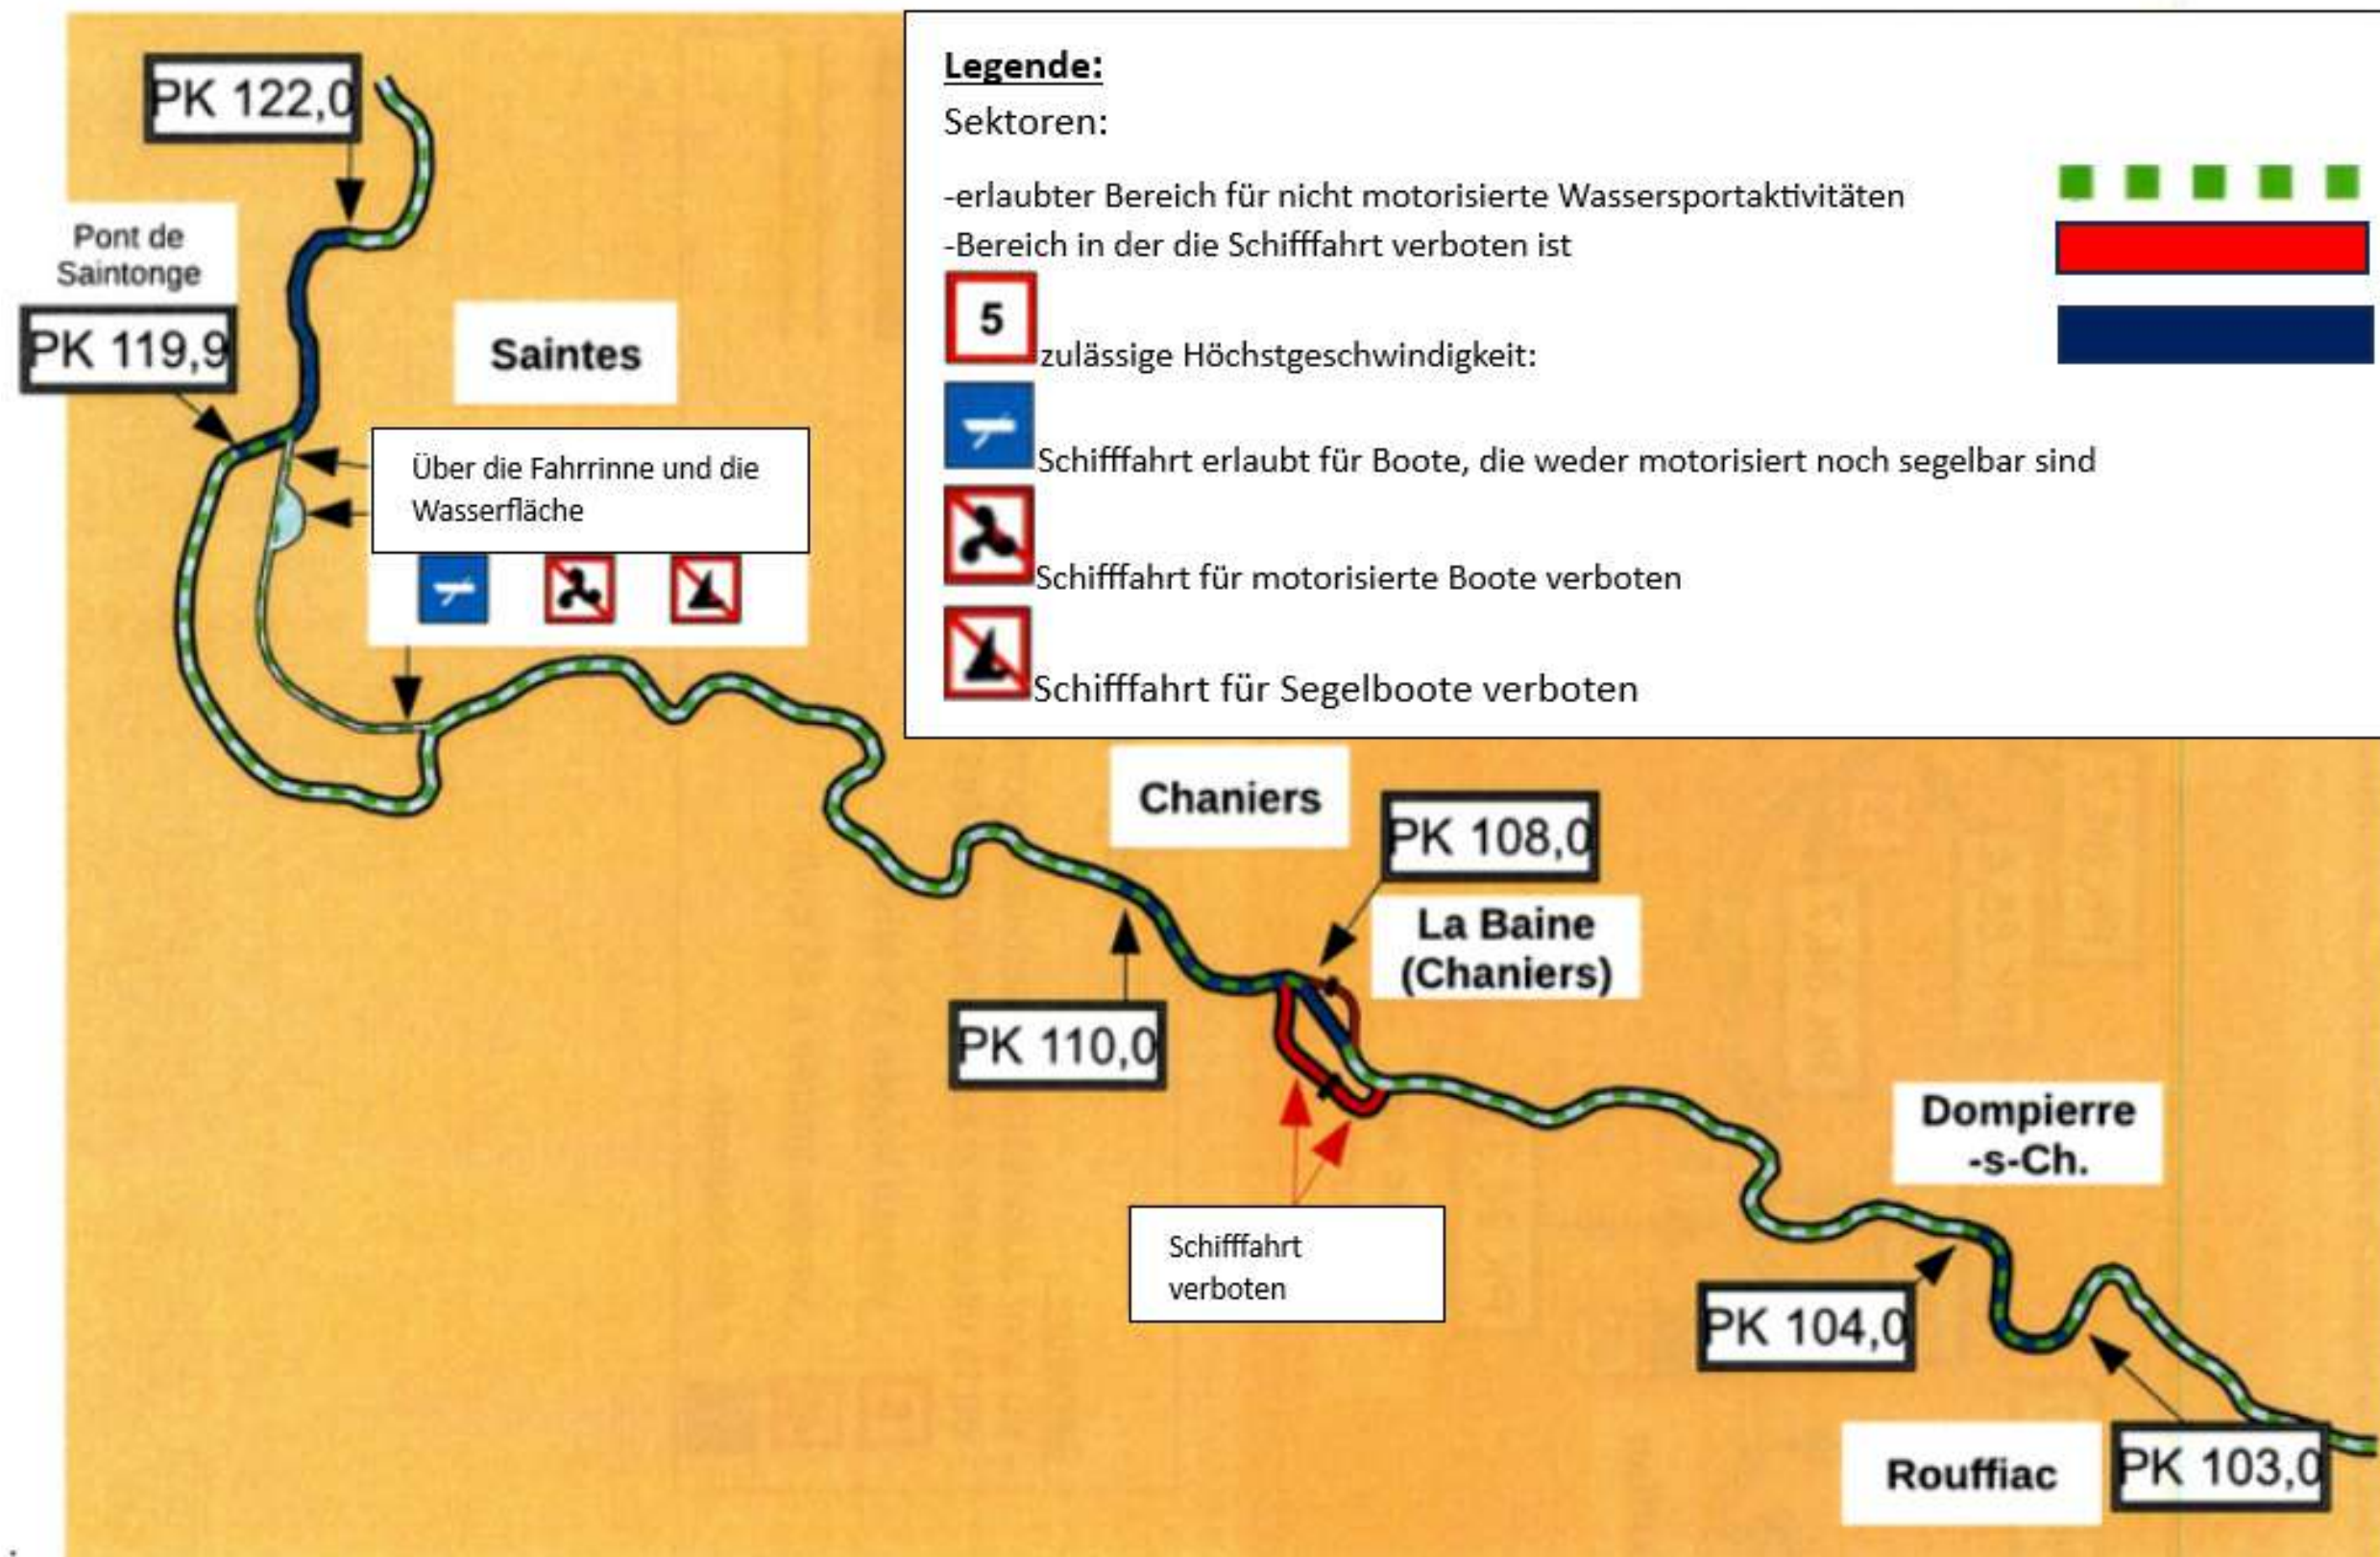 PK 122,0
Pont de
Saintonge
PK 119,9
Saintes
Über die Fahrrinne und die
Wasserfläche
Legende:
Sektoren:
-erlaubter Bereich für nicht motorisierte Wassersportaktivitäten
-Bereich in der die Schifffahrt verboten ist
5
zulässige Höchstgeschwindigkeit:
Schifffahrt erlaubt für Boote, die weder motorisiert noch segelbar sind
Schifffahrt für motorisierte Boote verboten
Schifffahrt für Segelboote verboten
Chaniers
PK 108,0
La Baine
(Chaniers)
PK 110,0
Schifffahrt
verboten
Dompierre
-s-Ch.
PK 104,0
Rouffiac
PK 103,0